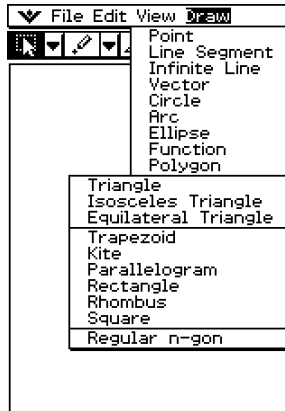 File Edit View Draw
Point
Line Segment
Infinite Line
Vector
Circle
Arc
Ellipse
Function
Polygon
Triangle
Isosceles Triangle
Equilateral Triangle
Trapezoid
Kite
Parallelogram
Rectangle
Rhombus
Square
Regular n-gon